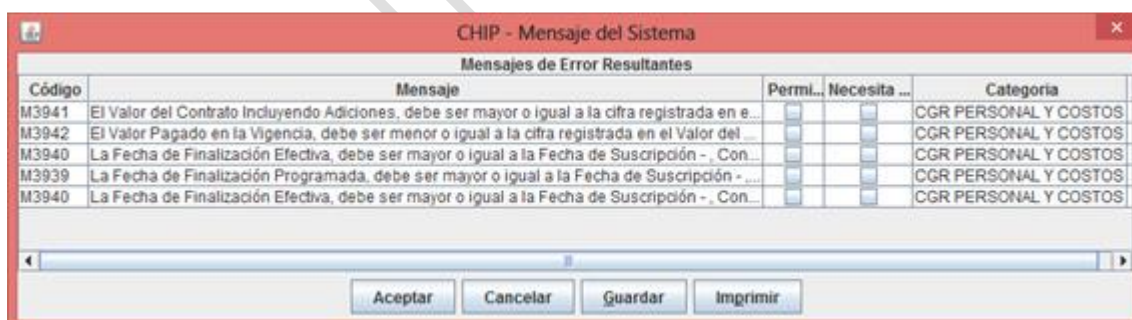 CHIP - Mensaje del Sistema
Mensajes de Error Resultantes
Código Mensaje Permi... Necesita ... Categoria
M3941 El Valor del Contrato Incluyendo Adiciones, debe ser mayor o igual a la cifra registrada en e... CGR PERSONAL Y COSTOS
M3942 El Valor Pagado en la Vigencia, debe ser menor o igual a la cifra registrada en el Valor del ... CGR PERSONAL Y COSTOS
M3940 La Fecha de Finalización Efectiva, debe ser mayor o igual a la Fecha de Suscripción - , Con... CGR PERSONAL Y COSTOS
M3939 La Fecha de Finalización Programada, debe ser mayor o igual a la Fecha de Suscripción - ,... CGR PERSONAL Y COSTOS
M3940 La Fecha de Finalización Efectiva, debe ser mayor o igual a la Fecha de Suscripción - , Con... CGR PERSONAL Y COSTOS
Aceptar Cancelar Guardar Imprimir